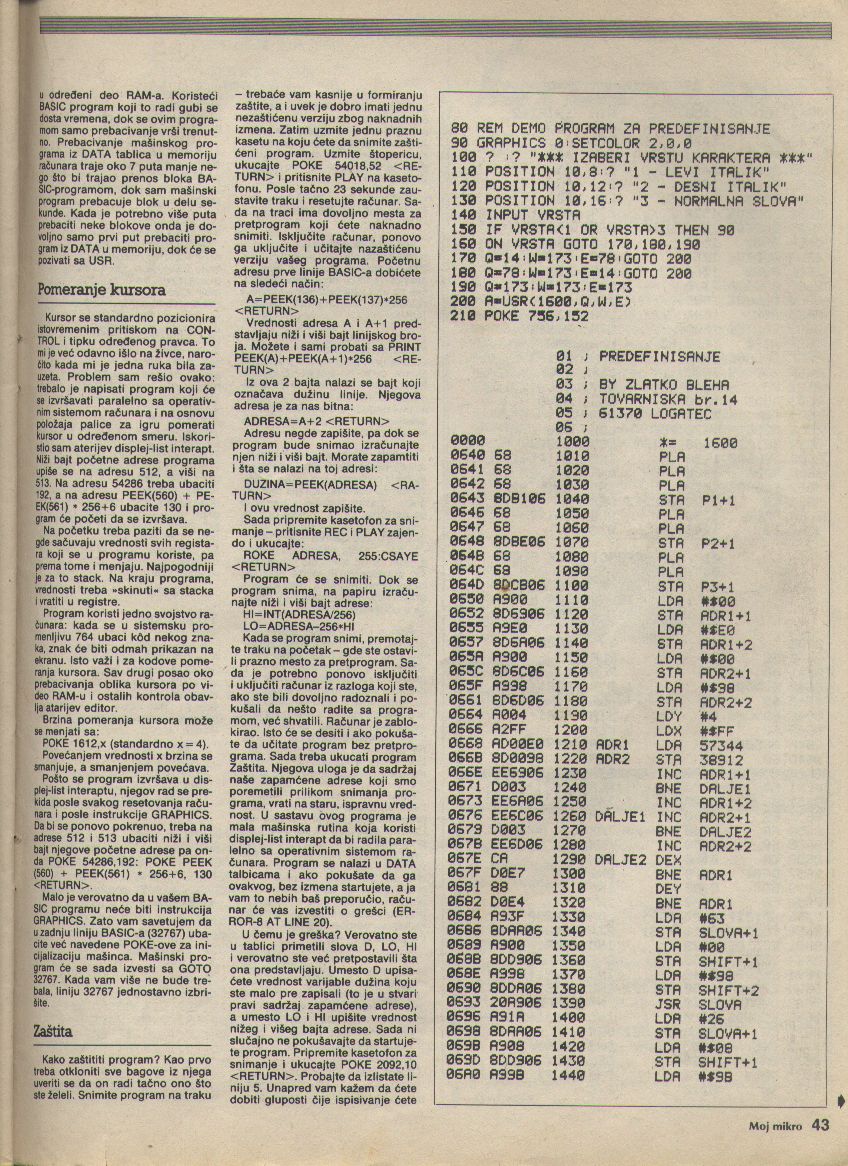 u određeni deo RAM-a. Koristeći
BASIC program koji to radi gubi se
dosta vremena, dok se ovim progra-
mom samo prebacivanje vrši trenut-
no. Prebacivanje mašinskog pro-
grama iz DATA tablica u memoriju
računara traje oko 7 puta manje ne-
go što bi trajao prenos bloka BA-
SIC-programom, dok sam mašinski
program prebacuje blok u delu se-
kunde. Kada je potrebno više puta
prebaciti neke blokove onda je do-
voljno samo prvi put prebaciti pro-
gram iz DATA u memoriju, dok će se
pozivati sa USR.
Pomeranje kursora
Kursor se standardno pozicionira
istovremenim pritiskom na CON-
TROL i tipku određenog pravca. To
mi je već odavno išlo na živce, naro-
čito kada mi je jedna ruka bila za-
uzeta. Problem sam rešio ovako:
trebalo je napisati program koji će
se izvršavati paralelno sa operativ-
nim sistemom računara i na osnovu
položaja palice za igru pomerati
kursor u određenom smeru. Iskori-
stio sam aterijev displej-list interapt.
Niži bajt početne adrese programa
upiše se na adresu 512, a viši na
513. Na adresu 54286 treba ubaciti
192, a na adresu PEEK(560) + PE-
EK(561) * 256+6 ubacite 130 i pro-
gram će početi da se izvršava.
Na početku treba paziti da se ne-
gde sačuvaju vrednosti svih regista-
ra koji se u programu koriste, pa
prema tome i menjaju. Najpogodniji
je za to stack. Na kraju programa,
vrednosti treba »skinuti« sa stacka
i vratiti u registre.
Program koristi jedno svojstvo ra-
čunara: kada se u sistemsku pro-
menljivu 764 ubaci kôd nekog zna-
ka, znak će biti odmah prikazan na
ekranu. Isto važi i za kodove pome-
ranja kursora. Sav drugi posao oko
prebacivanja oblika kursora po vi-
deo RAM-u i ostalih kontrola obav-
lja atarijev editor.
Brzina pomeranja kursora može
se menjati sa:
POKE 1612,x (standardno x = 4).
Povećanjem vrednosti x brzina se
smanjuje, a smanjenjem povećava.
Pošto se program izvršava u dis-
plej-list interaptu, njegov rad se pre-
kida posle svakog resetovanja raču-
nara i posle instrukcije GRAPHICS.
Da bi se ponovo pokrenuo, treba na
adrese 512 i 513 ubaciti niži i viši
bajt njegove početne adrese pa on-
da POKE 54286,192: POKE PEEK
(560) + PEEK(561) * 256+6, 130
<RETURN>.
Malo je verovatno da u vašem BA-
SIC programu neće biti instrukcija
GRAPHICS. Zato vam savetujem da
u zadnju liniju BASIC-a (32767) uba-
cite već navedene POKE-ove za ini-
cijalizaciju mašinca. Mašinski pro-
gram će se sada izvesti sa GOTO
32767. Kada vam više ne bude tre-
bala, liniju 32767 jednostavno izbri-
šite.
Zaštita
Kako zaštititi program? Kao prvo
treba otkloniti sve bagove iz njega
uveriti se da on radi tačno ono što
ste želeli. Snimite program na traku
– trebaće vam kasnije u formiranju
zaštite, a i uvek je dobro imati jednu
nezaštićenu verziju zbog naknadnih
izmena. Zatim uzmite jednu praznu
kasetu na koju ćete da snimite zašti-
ćeni program. Uzmite štopericu,
ukucajte POKE 54018,52 <RE-
TURN> i pritisnite PLAY na kaseto-
fonu. Posle tačno 23 sekunde zau-
stavite traku i resetujte računar. Sa-
da na traci ima dovoljno mesta za
pretprogram koji ćete naknadno
snimiti. Isključite računar, ponovo
ga uključite i učitajte nazaštićenu
verziju vašeg programa. Početnu
adresu prve linije BASIC-a dobićete
na sledeći način:
A=PEEK(136)+PEEK(137)*256
<RETURN>
Vrednosti adresa A i A+1 pred-
stavljaju niži i viši bajt linijskog bro-
ja. Možete i sami probati sa PRINT
PEEK(A)+PEEK(A+1)*256 <RE-
TURN>
Iz ova 2 bajta nalazi se bajt koji
označava dužinu linije. Njegova
adresa je za nas bitna:
ADRESA=A+2 <RETURN>
Adresu negde zapišite, pa dok se
program bude snimao izračunajte
njen niži i viši bajt. Morate zapamtiti
i šta se nalazi na toj adresi:
DUZINA=PEEK(ADRESA) <RA-
TURN>
I ovu vrednost zapišite.
Sada pripremite kasetofon za sni-
manje – pritisnite REC i PLAY zajen-
do i ukucajte:
ROKE ADRESA, 255:CSAYE
<RETURN>
Program će se snimiti. Dok se
program snima, na papiru izraču-
najte niži i viši bajt adrese:
HI=INT(ADRESA/256)
LO=ADRESA–256*HI
Kada se program snimi, premotaj-
te traku na početak – gde ste ostavi-
li prazno mesto za pretprogram. Sa-
da je potrebno ponovo isključiti
i uključiti računar iz razloga koji ste,
ako ste bili dovoljno radoznali i po-
kušali da nešto radite sa progra-
mom, već shvatili. Računar je zablo-
kirao. Isto će se desiti i ako pokuša-
te da učitate program bez pretpro-
grama. Sada treba ukucati program
Zaštita. Njegova uloga je da sadržaj
naše zapamćene adrese koji smo
poremetili prilikom snimanja pro-
grama, vrati na staru, ispravnu vred-
nost. U sastavu ovog programa je
mala mašinska rutina koja koristi
displej-list interapt da bi radila para-
lelno sa operativnim sistemom ra-
čunara. Program se nalazi u DATA
talbicama i ako pokušate da ga
ovakvog, bez izmena startujete, a ja
vam to nebih baš preporučio, raču-
nar će vas izvestiti o grešci (ER-
ROR-8 AT LINE 20).
U čemu je greška? Verovatno ste
u tablici primetili slova D, LO, HI
i verovatno ste već pretpostavili šta
ona predstavljaju. Umesto D upisa-
ćete vrednost varijable dužina koju
ste malo pre zapisali (to je u stvari
pravi sadržaj zapamćene adrese),
a umesto LO i HI upišite vrednost
nižeg i višeg bajta adrese. Sada ni
slučajno ne pokušavajte da startuje-
te program. Pripremite kasetofon za
snimanje i ukucajte POKE 2092,10
<RETURN>. Probajte da izlistate li-
niju 5. Unapred vam kažem da ćete
dobiti gluposti čije ispisivanje ćete
80 REM DEMO PROGRAM ZA PREDEFINISANJE
90 GRAPHICS 0:SETCOLOR 2,0,0
100 ? :? "*** IZABERI VRSTU KARAKTERA ***"
110 POSITION 10,8:? "1 - LEVI ITALIK"
120 POSITION 10,12:? "2 - DESNI ITALIK"
130 POSITION 10,16:? "3 - NORMALNA SLOVA"
140 INPUT VRSTA
150 IF VRSTA<1 OR VRSTA>3 THEN 90
160 ON VRSTA GOTO 170,180,190
170 Q=14:W=173:E=78:GOTO 200
180 Q=78:W=173:E=14:GOTO 200
190 Q=173:W=173:E=173
200 A=USR(1600,Q,W,E)
210 POKE 756,152
01 ; PREDEFINISANJE
02 ;
03 ; BY ZLATKO BLEHA
04 ; TOVARNISKA br.14
05 ; 61370 LOGATEC
06 ;
0000 1000 *= 1600
0640 68 1010 PLA
0641 68 1020 PLA
0642 68 1030 PLA
0643 8DB106 1040 STA P1+1
0646 68 1050 PLA
0647 68 1060 PLA
0648 8DBE06 1070 STA P2+1
064B 68 1080 PLA
064C 68 1090 PLA
064D 8DCB06 1100 STA P3+1
0650 A900 1110 LDA #$00
0652 8D6906 1120 STA ADR1+1
0655 A9E0 1130 LDA #$E0
0657 8D6A06 1140 STA ADR1+2
065A A900 1150 LDA #$00
065C 8D6C06 1160 STA ADR2+1
065F A998 1170 LDA #$98
0661 8D6D06 1180 STA ADR2+2
0664 A004 1190 LDY #4
0666 A2FF 1200 LDX #$FF
0668 AD00E0 1210 ADR1 LDA 57344
066B 8D0098 1220 ADR2 STA 38912
066E EE6906 1230 INC ADR1+1
0671 D003 1240 BNE DALJE1
0673 EE6A06 1250 INC ADR1+2
0676 EE6C06 1260 DALJE1 INC ADR2+1
0679 D003 1270 BNE DALJE2
067B EE6D06 1280 INC ADR2+2
067E CA 1290 DALJE2 DEX
067F D0E7 1300 BNE ADR1
0681 88 1310 DEY
0682 D0E4 1320 BNE ADR1
0684 A93F 1330 LDA #63
0686 8DAA06 1340 STA SLOVA+1
0689 A900 1350 LDA #00
068B 8DD906 1360 STA SHIFT+1
068E A998 1370 LDA #$98
0690 8DDA06 1380 STA SHIFT+2
0693 20A906 1390 JSR SLOVA
0696 A91A 1400 LDA #26
0698 8DAA06 1410 STA SLOVA+1
069B A908 1420 LDA #$08
069D 8DD906 1430 STA SHIFT+1
06A0 A99B 1440 LDA #$9B
Moj mikro 43